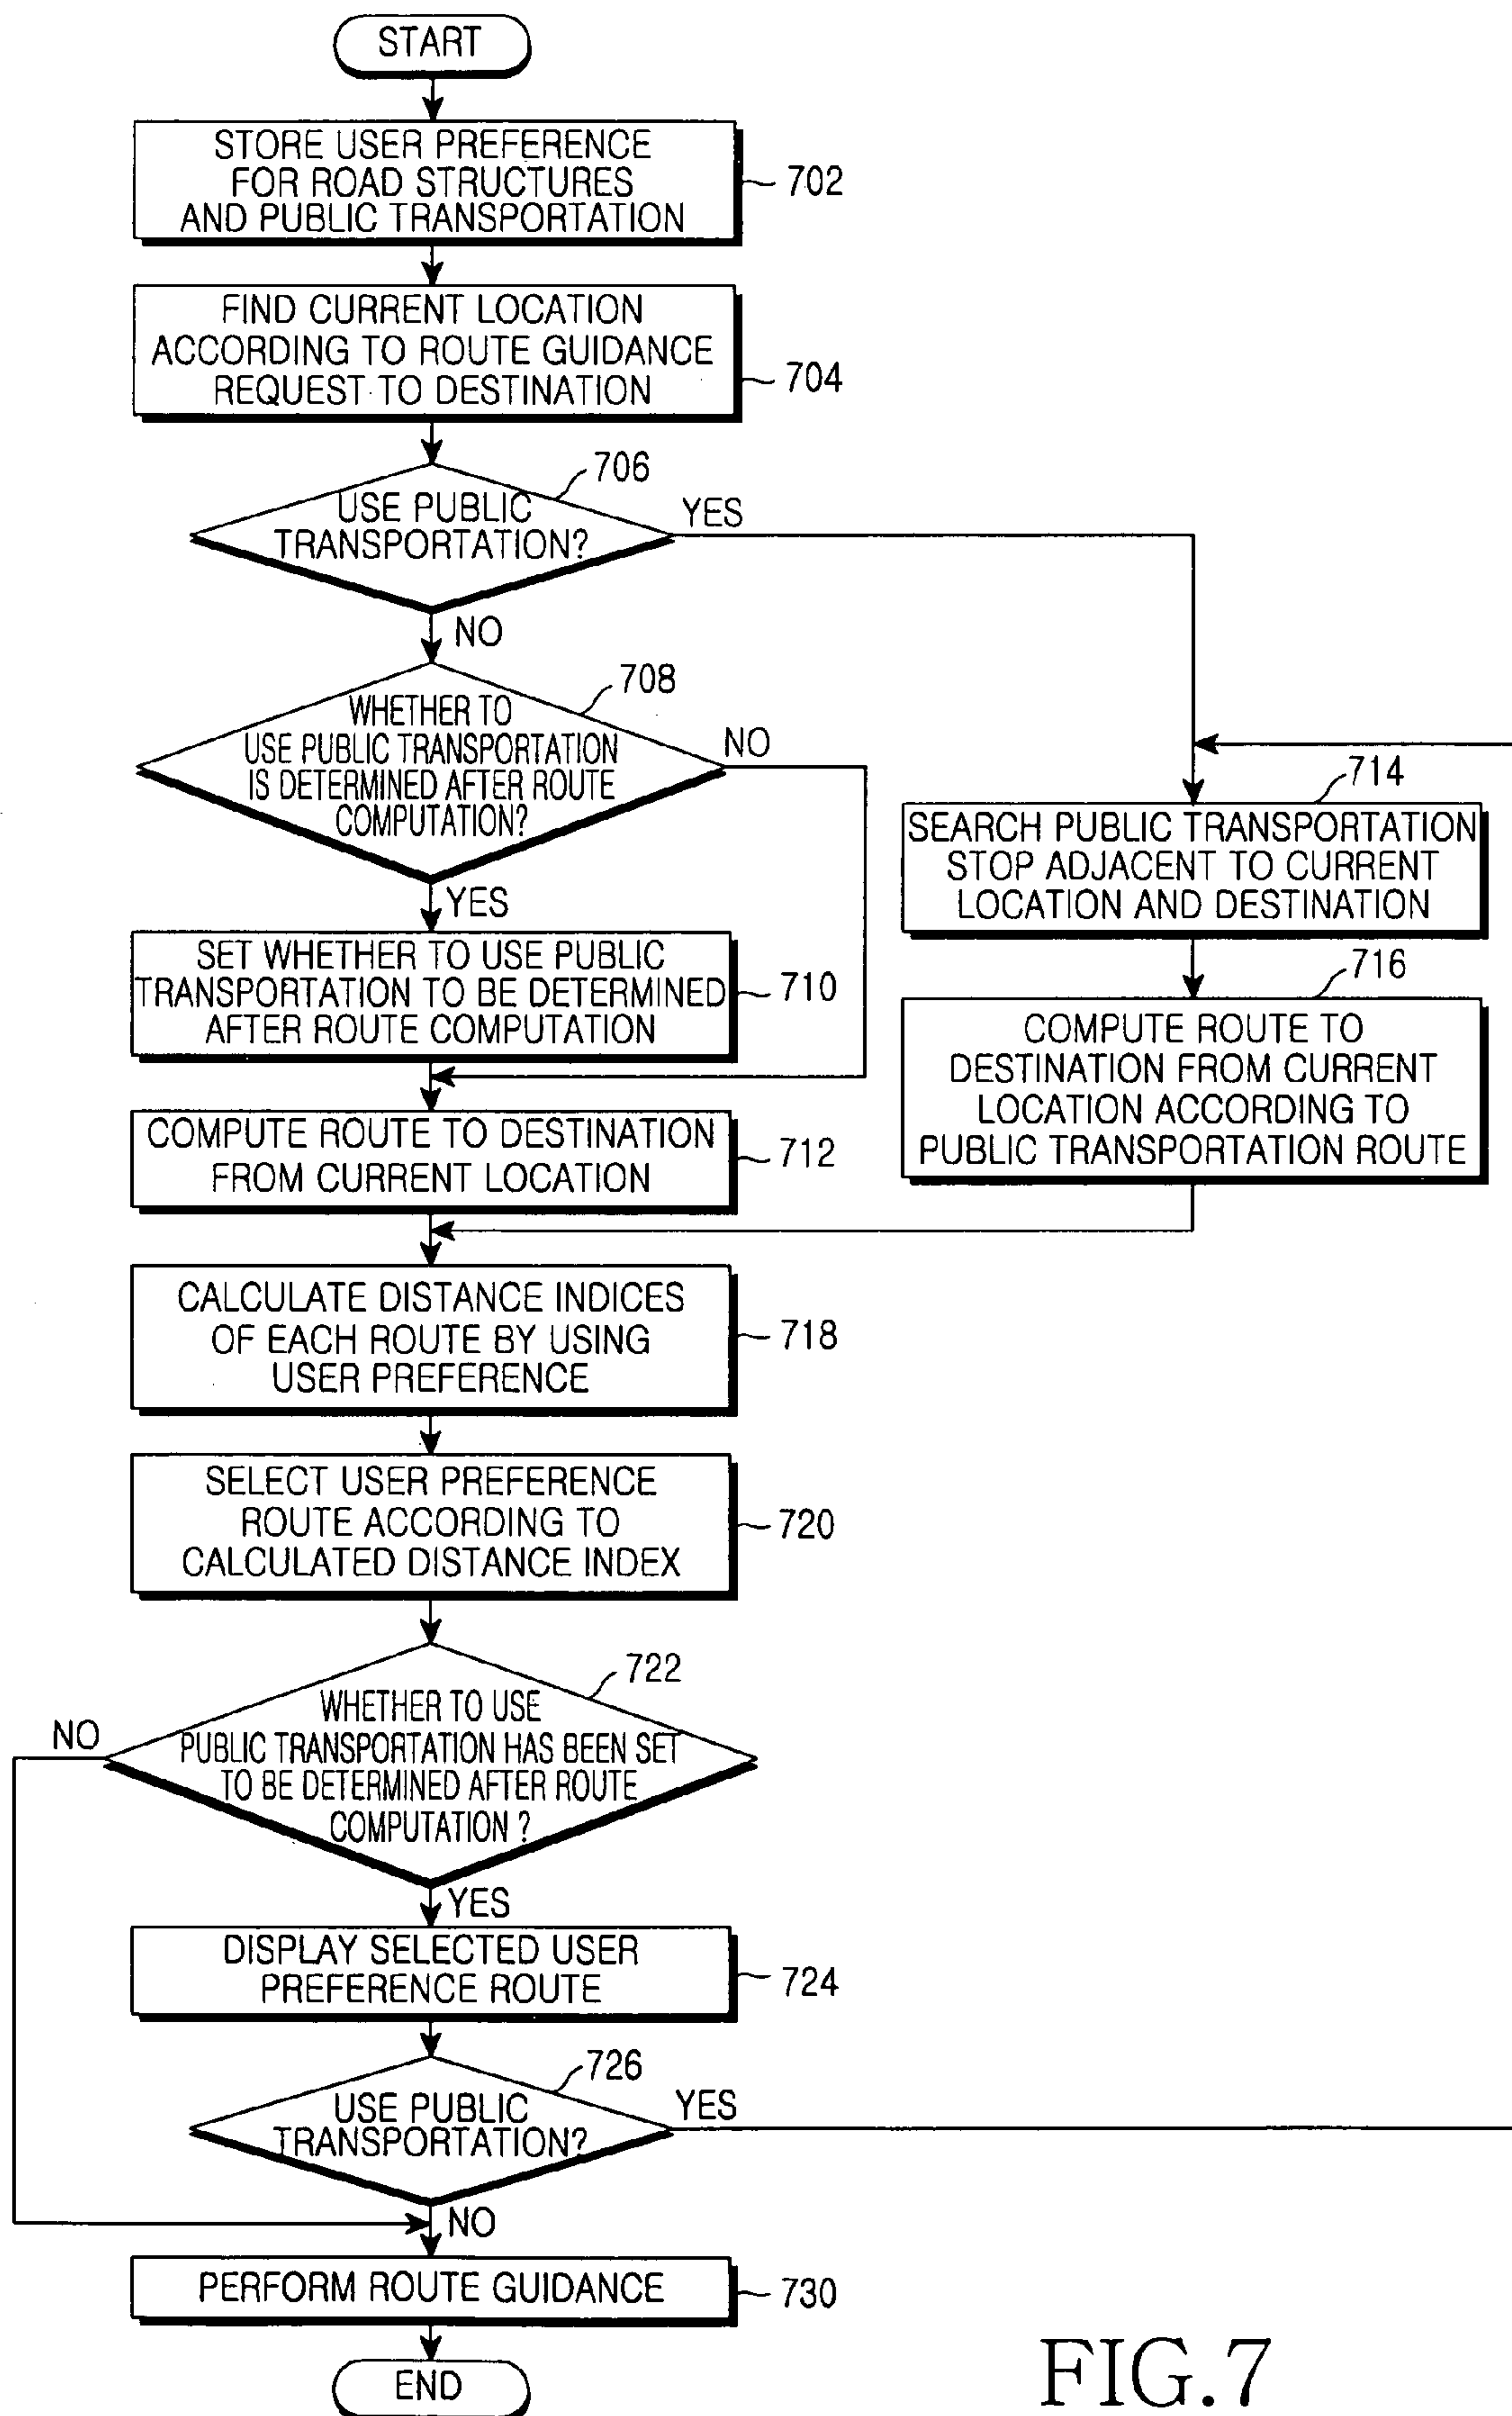 START
STORE USER PREFERENCE
FOR ROAD STRUCTURES
AND PUBLIC TRANSPORTATION
702
FIND CURRENT LOCATION
ACCORDING TO ROUTE GUIDANCE
REQUEST TO DESTINATION
704
706
USE PUBLIC
TRANSPORTATION?
YES
NO
708
WHETHER TO
USE PUBLIC TRANSPORTATION
IS DETERMINED AFTER ROUTE
COMPUTATION?
NO
YES
SET WHETHER TO USE PUBLIC
TRANSPORTATION TO BE DETERMINED
AFTER ROUTE COMPUTATION
710
COMPUTE ROUTE TO DESTINATION
FROM CURRENT LOCATION
712
714
SEARCH PUBLIC TRANSPORTATION
STOP ADJACENT TO CURRENT
LOCATION AND DESTINATION
716
COMPUTE ROUTE TO
DESTINATION FROM CURRENT
LOCATION ACCORDING TO
PUBLIC TRANSPORTATION ROUTE
CALCULATE DISTANCE INDICES
OF EACH ROUTE BY USING
USER PREFERENCE
718
SELECT USER PREFERENCE
ROUTE ACCORDING TO
CALCULATED DISTANCE INDEX
720
722
WHETHER TO USE
PUBLIC TRANSPORTATION HAS BEEN SET
TO BE DETERMINED AFTER ROUTE
COMPUTATION ?
NO
YES
DISPLAY SELECTED USER
PREFERENCE ROUTE
724
726
USE PUBLIC
TRANSPORTATION?
YES
NO
PERFORM ROUTE GUIDANCE
730
END
FIG.7